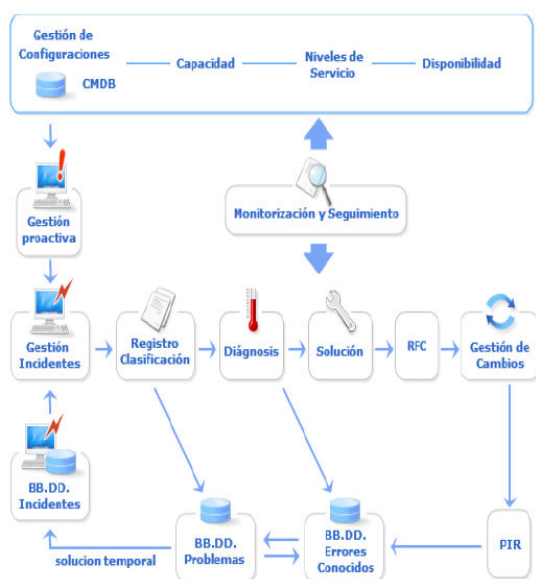 Gestión de
Configuraciones
CMDB
Capacidad
Niveles de
Servicio
Disponibilidad
Gestión
proactiva
Monitorización y Seguimiento
Gestión
Incidentes
Registro
Clasificación
Diágnosis
Solución
RFC
Gestión de
Cambios
BB.DD.
Incidentes
solucion temporal
BB.DD.
Problemas
BB.DD.
Errores
Conocidos
PIR